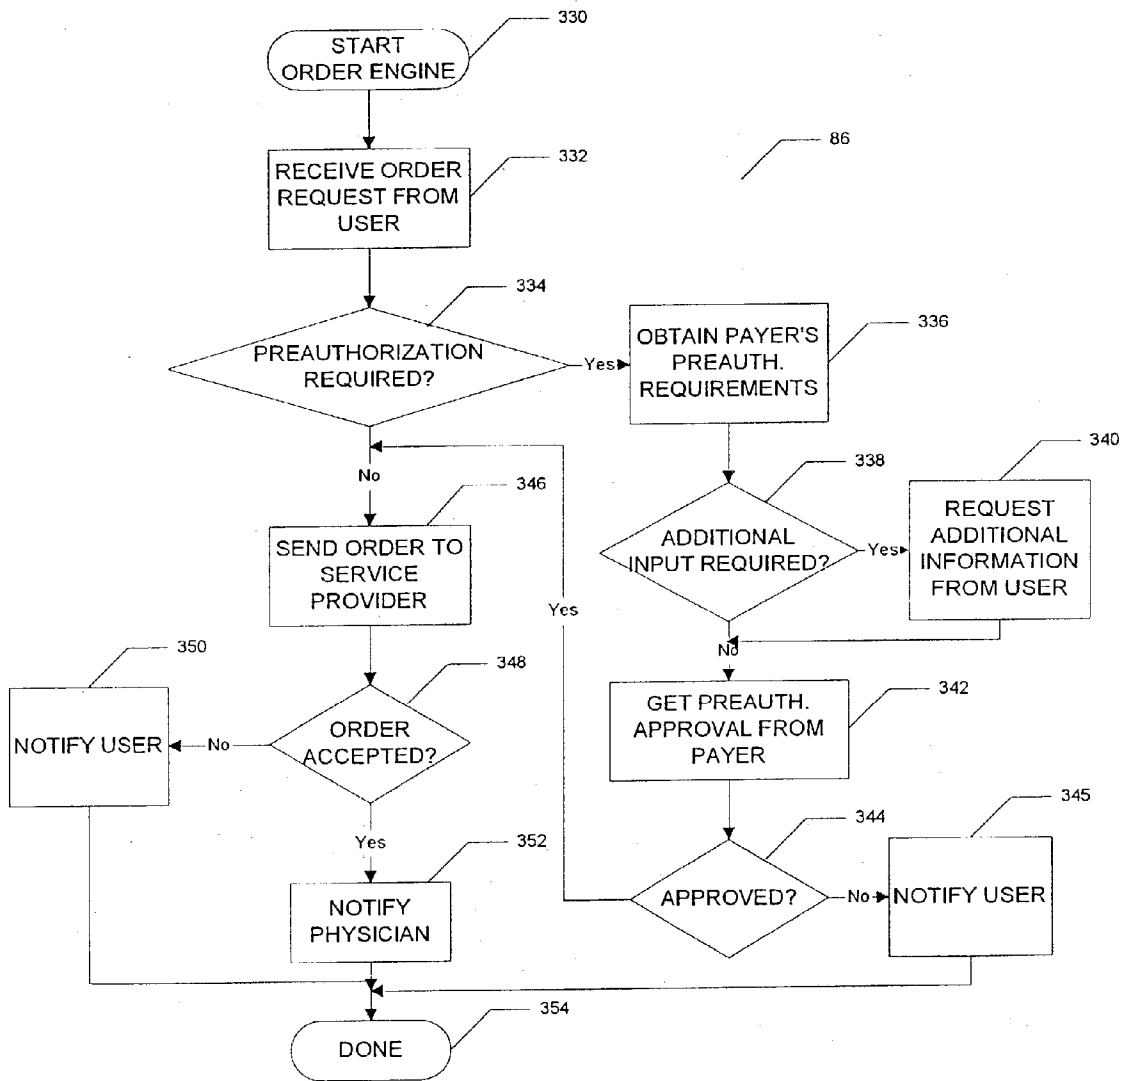 330
START
ORDER ENGINE
86
332
RECEIVE ORDER
REQUEST FROM
USER
334
PREAUTHORIZATION
REQUIRED?
Yes
336
OBTAIN PAYER'S
PREAUTH.
REQUIREMENTS
No
338
ADDITIONAL
INPUT REQUIRED?
Yes
340
REQUEST
ADDITIONAL
INFORMATION
FROM USER
346
SEND ORDER TO
SERVICE
PROVIDER
Yes
No
342
GET PREAUTH.
APPROVAL FROM
PAYER
350
NOTIFY USER
No
348
ORDER
ACCEPTED?
Yes
344
APPROVED?
No
345
NOTIFY USER
352
NOTIFY
PHYSICIAN
354
DONE